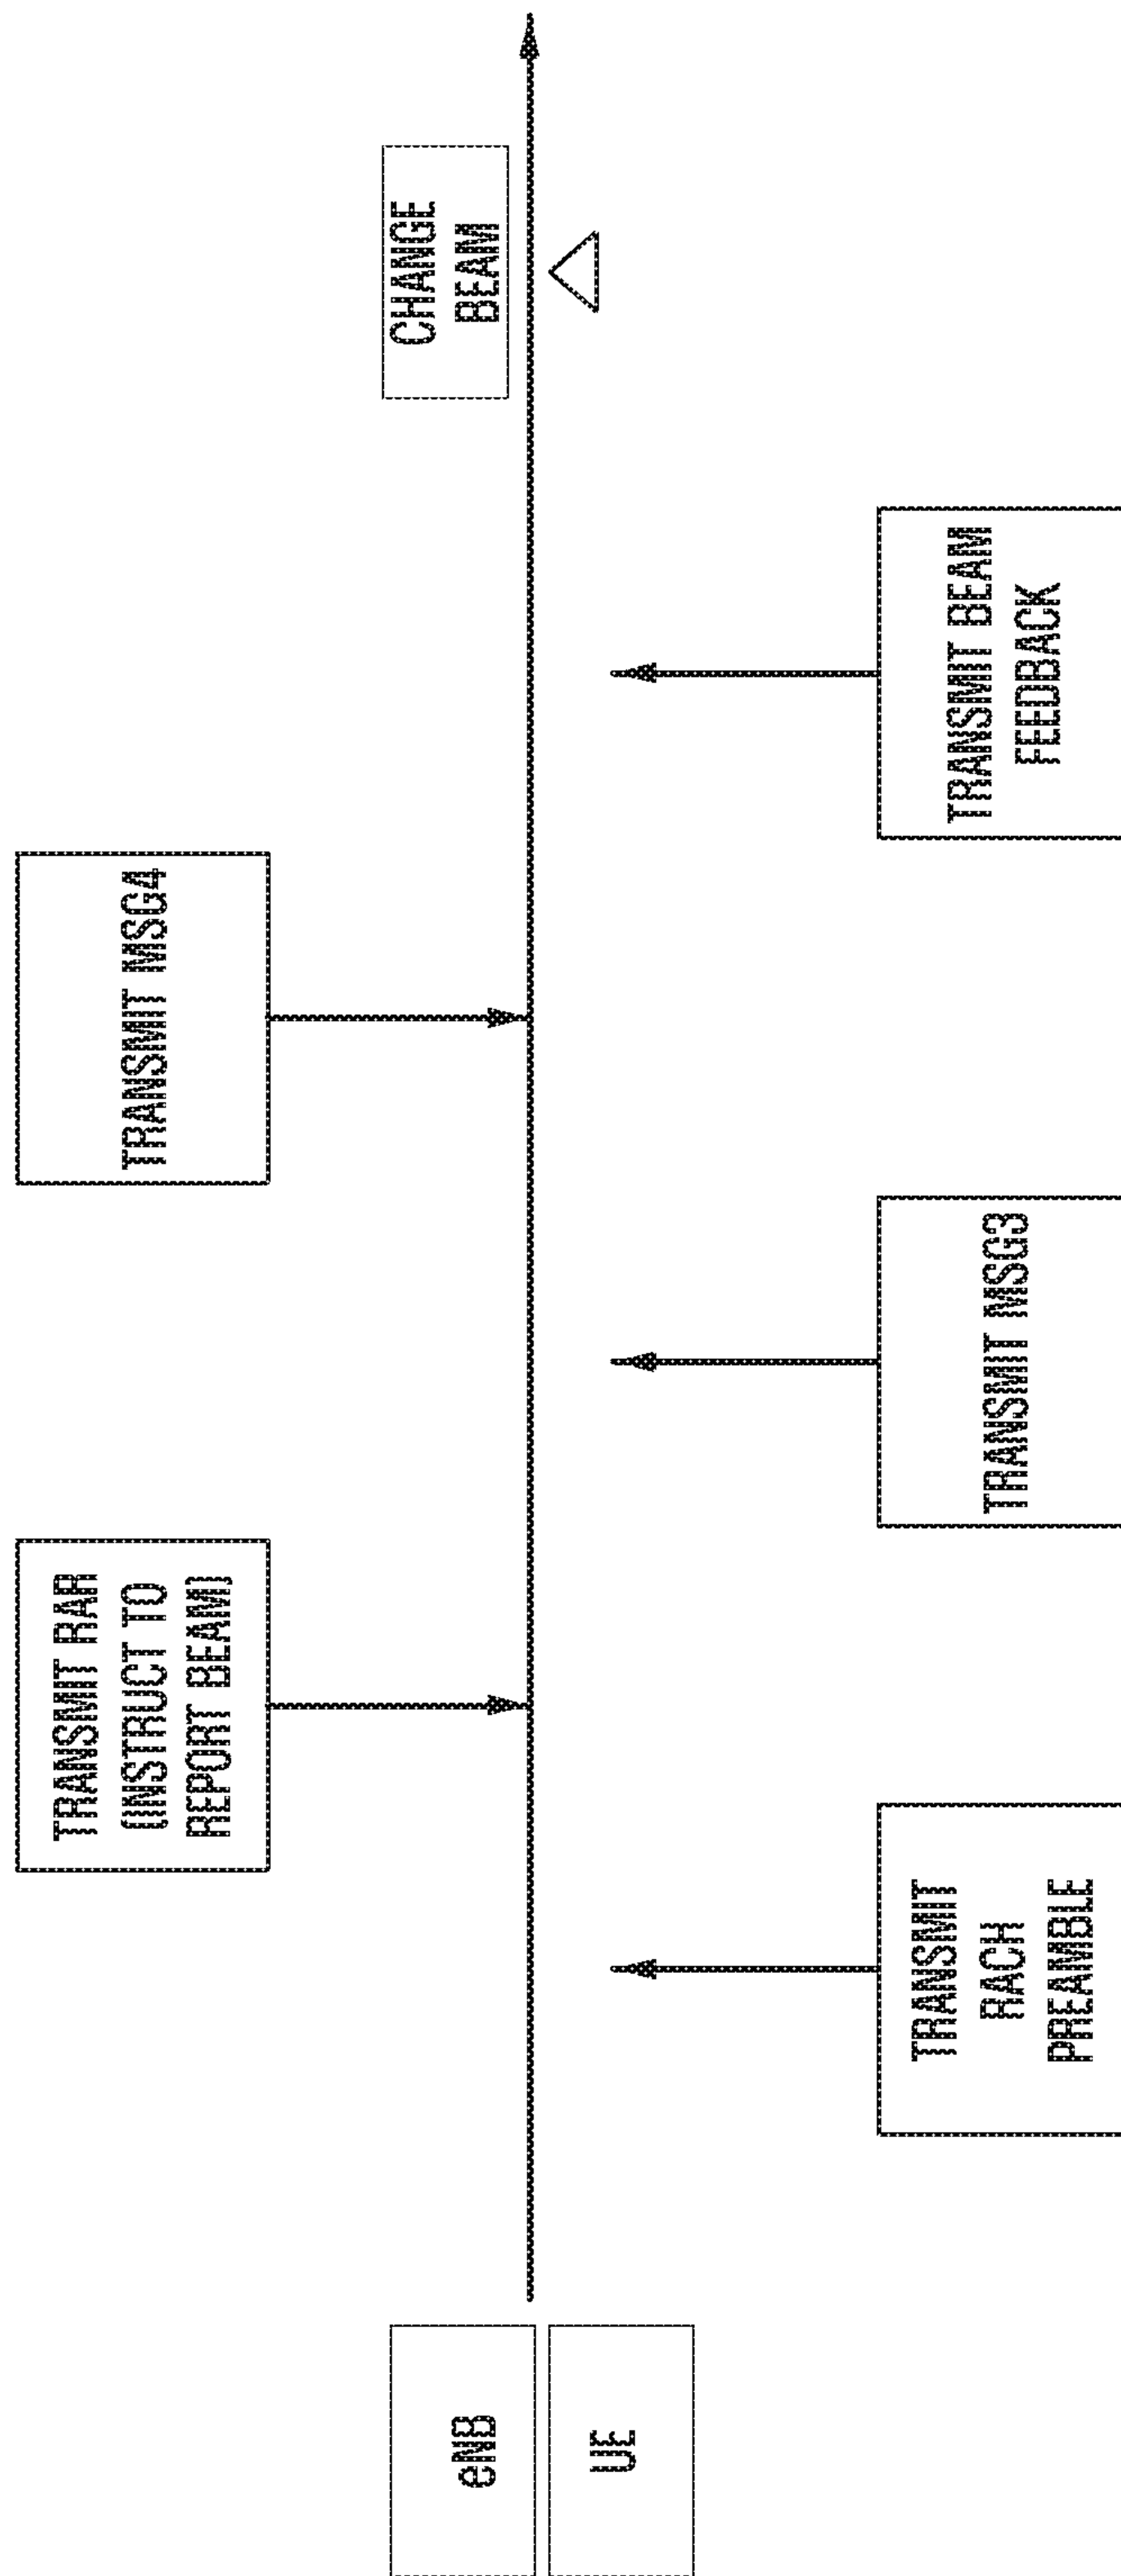 eNB
UE
TRANSMIT
RACH
PREAMBLE
TRANSMIT RAR
(INSTRUCT TO
REPORT BEAM)
TRANSMIT MSG3
TRANSMIT MSG4
TRANSMIT BEAM
FEEDBACK
CHANGE
BEAM